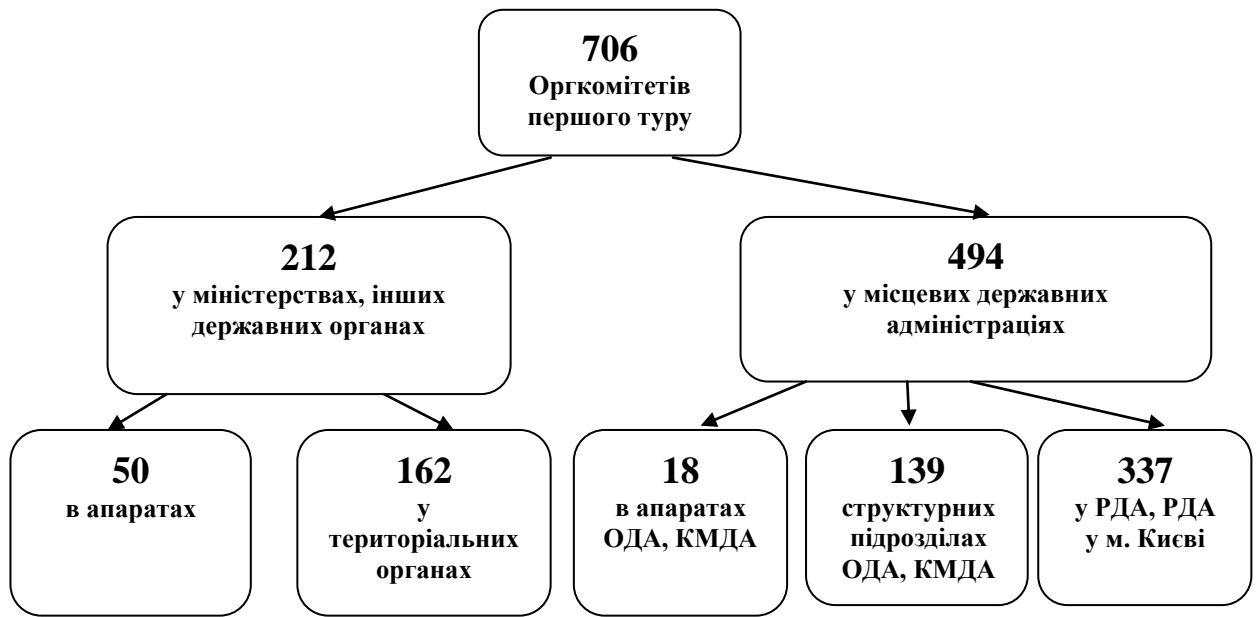 706
Оргкомітетів
першого туру
212
у міністерствах, інших
державних органах
494
у місцевих державних
адміністраціях
50
в апаратах
162
у
територіальних
органах
18
в апаратах
ОДА, КМДА
139
структурних
підрозділах
ОДА, КМДА
337
у РДА, РДА
у м. Києві